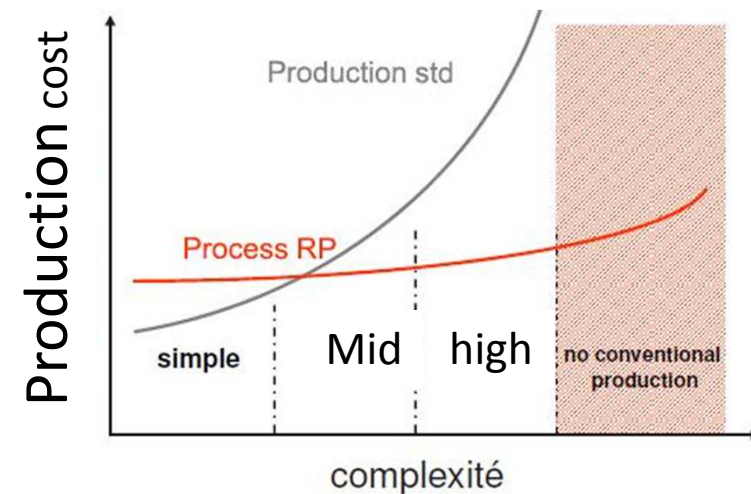 Production cost
Production std
Process RP
simple
Mid
high
no conventional
production
complexité